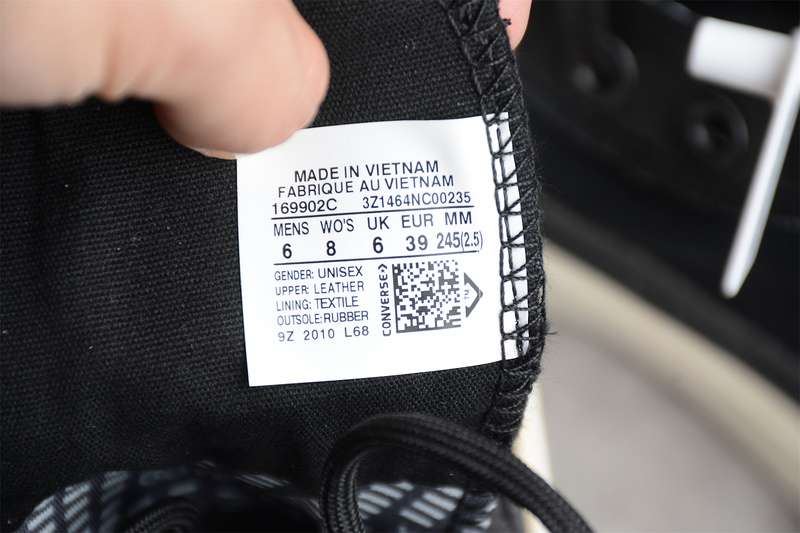 MADE IN VIETNAM
FABRIQUE AU VIETNAM
169902C 3Z1464NC00235
MENS WO'S UK EUR MM
6 8 6 39 245(2.5)
GENDER: UNISEX
UPPER: LEATHER
LINING: TEXTILE
OUTSOLE: RUBBER
9Z 2010 L68
CONVERSE